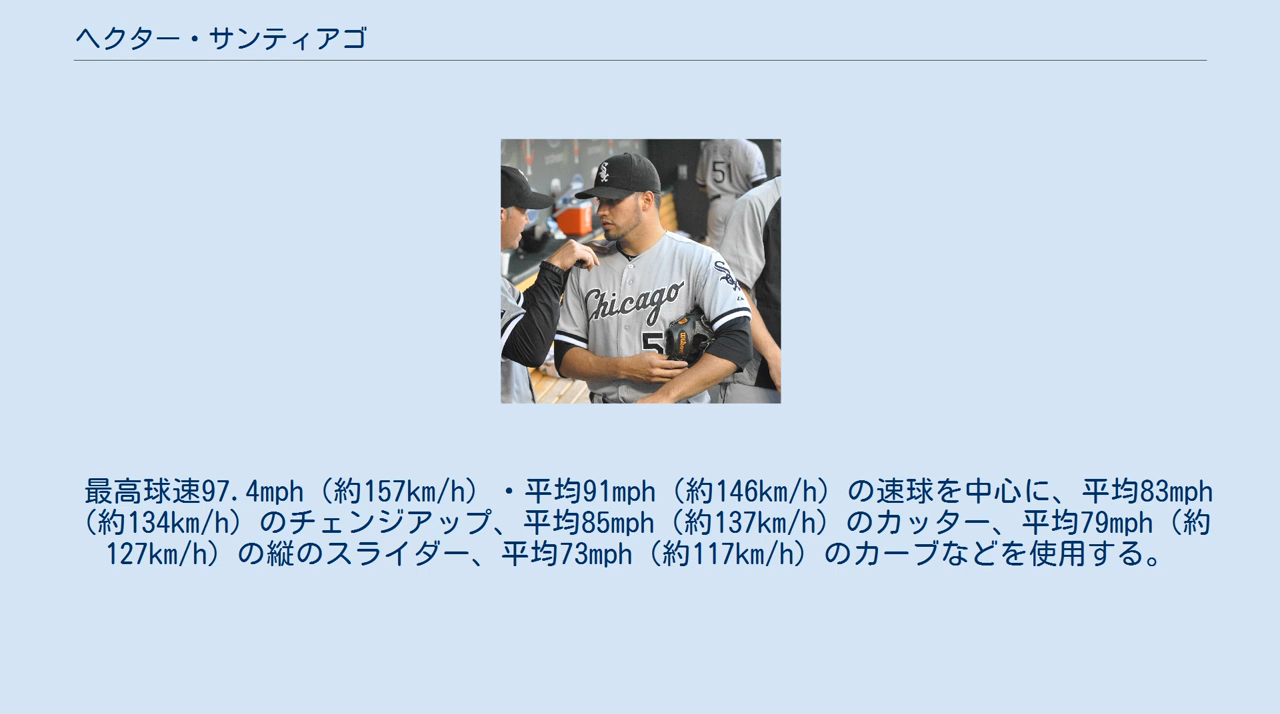 ヘクター・サンティアゴ
51
Chicago
5
Wilson
最高球速97.4mph（約157km/h）・平均91mph（約146km/h）の速球を中心に、平均83mph
（約134km/h）のチェンジアップ、平均85mph（約137km/h）のカッター、平均79mph（約
127km/h）の縦のスライダー、平均73mph（約117km/h）のカーブなどを使用する。